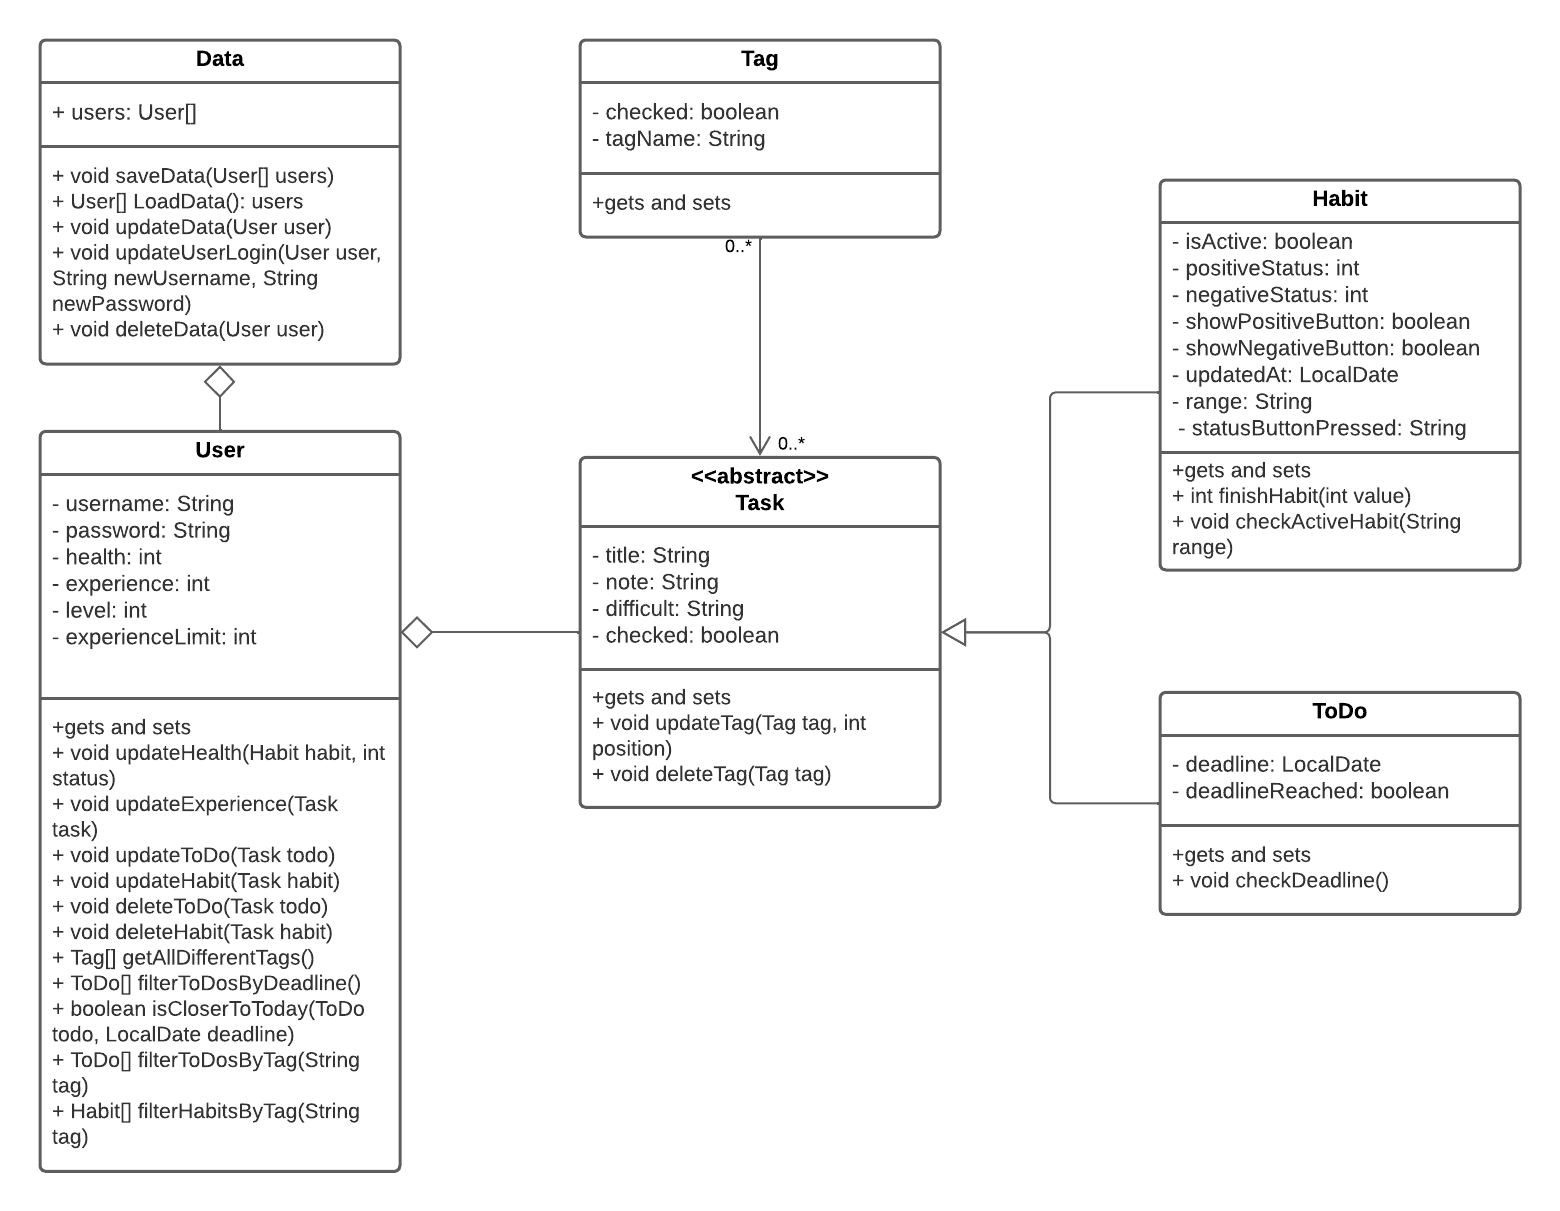 Data
+ users: User[]
+ void saveData(User[] users)
+ User[] LoadData(): users
+ void updateData(User user)
+ void updateUserLogin(User user,
String newUsername, String
newPassword)
+ void deleteData(User user)
User
- username: String
- password: String
- health: int
- experience: int
- level: int
- experienceLimit: int
+gets and sets
+ void updateHealth(Habit habit, int
status)
+ void updateExperience(Task
task)
+ void updateToDo(Task todo)
+ void updateHabit(Task habit)
+ void deleteToDo(Task todo)
+ void deleteHabit(Task habit)
+ Tag[] getAllDifferentTags()
+ ToDo[] filterToDosByDeadline()
+ boolean isCloserToToday(ToDo
todo, LocalDate deadline)
+ ToDo[] filterToDosByTag(String
tag)
+ Habit[] filterHabitsByTag(String
tag)
Tag
- checked: boolean
- tagName: String
+gets and sets
0..*
0..*
<<abstract>>
Task
- title: String
- note: String
- difficult: String
- checked: boolean
+gets and sets
+ void updateTag(Tag tag, int
position)
+ void deleteTag(Tag tag)
Habit
- isActive: boolean
- positiveStatus: int
- negativeStatus: int
- showPositiveButton: boolean
- showNegativeButton: boolean
- updatedAt: LocalDate
- range: String
- statusButtonPressed: String
+gets and sets
+ int finishHabit(int value)
+ void checkActiveHabit(String
range)
ToDo
- deadline: LocalDate
- deadlineReached: boolean
+gets and sets
+ void checkDeadline()